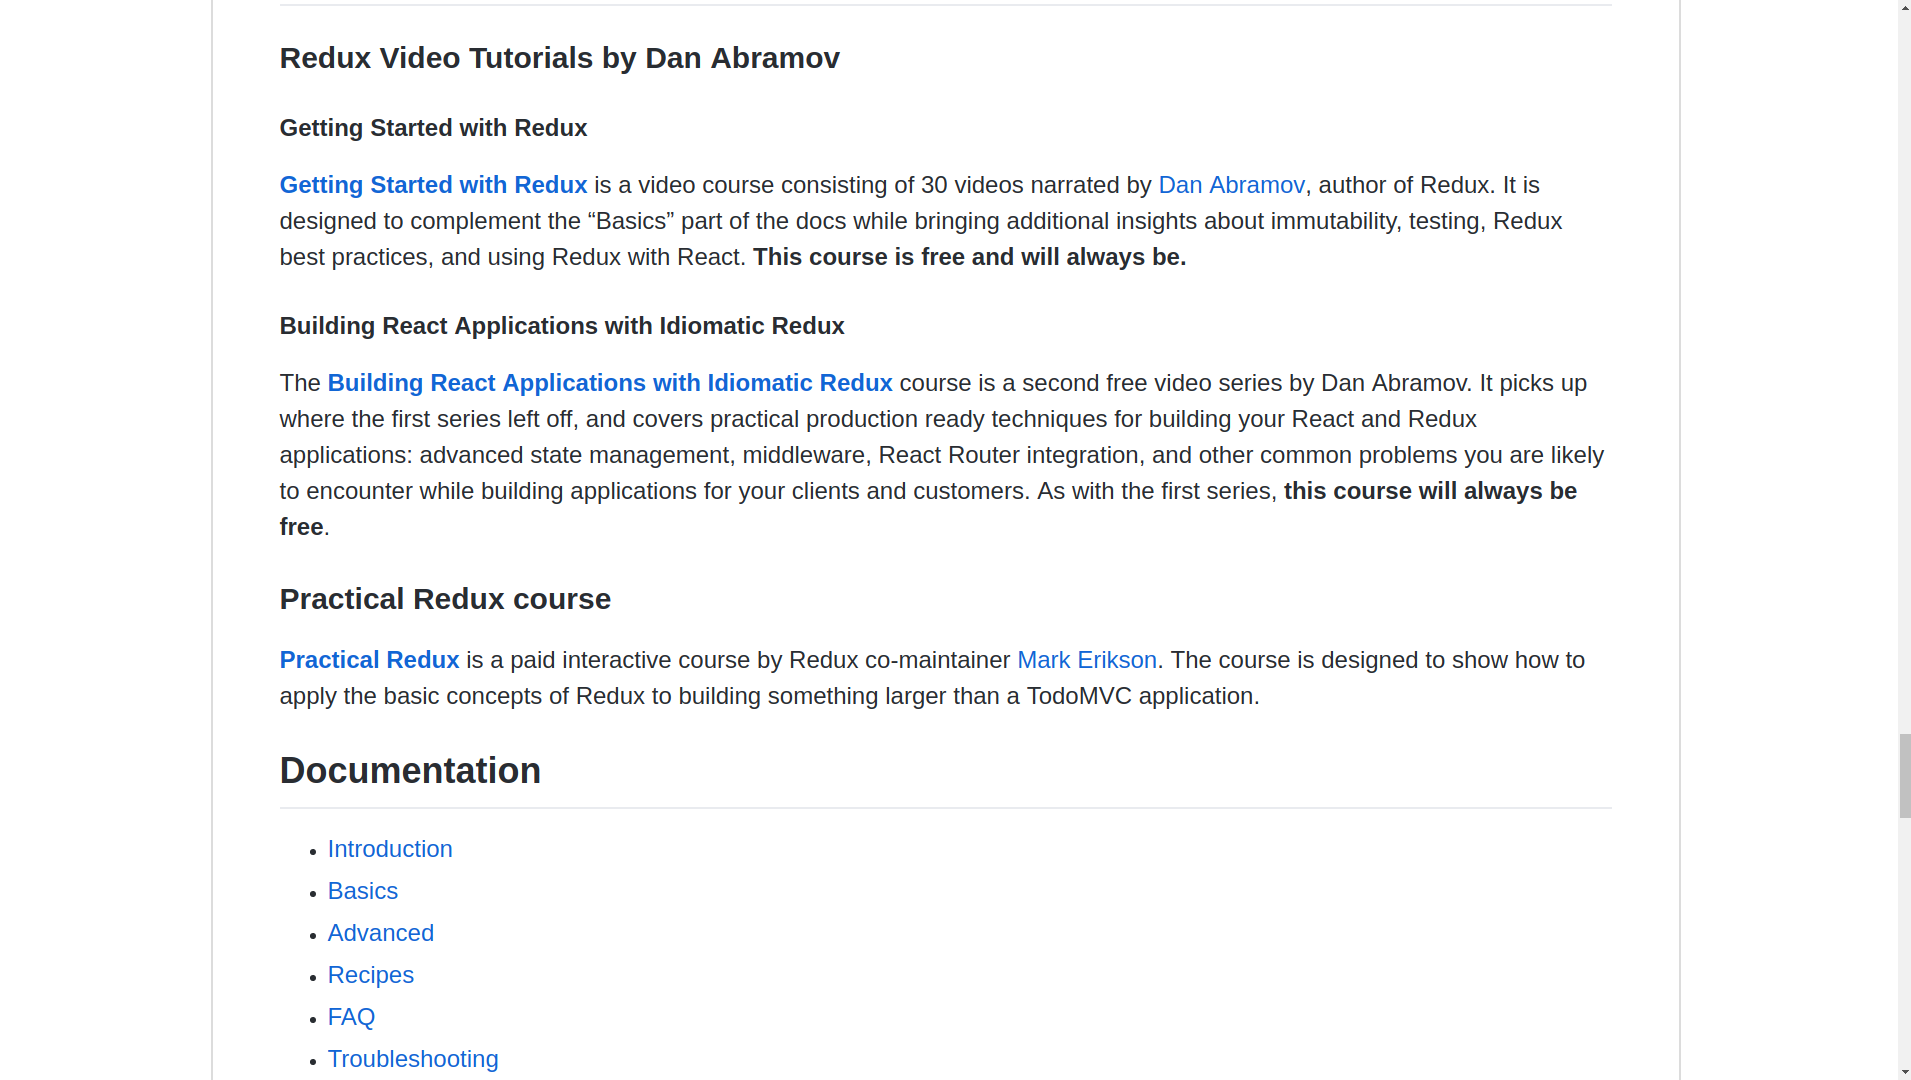 Redux Video Tutorials by Dan Abramov
Getting Started with Redux
Getting Started with Redux is a video course consisting of 30 videos narrated by Dan Abramov, author of Redux. It is
designed to complement the “Basics” part of the docs while bringing additional insights about immutability, testing, Redux
best practices, and using Redux with React. This course is free and will always be.
Building React Applications with Idiomatic Redux
The Building React Applications with Idiomatic Redux course is a second free video series by Dan Abramov. It picks up
where the first series left off, and covers practical production ready techniques for building your React and Redux
applications: advanced state management, middleware, React Router integration, and other common problems you are likely
to encounter while building applications for your clients and customers. As with the first series, this course will always be
free.
Practical Redux course
Practical Redux is a paid interactive course by Redux co-maintainer Mark Erikson. The course is designed to show how to
apply the basic concepts of Redux to building something larger than a TodoMVC application.
Documentation
• Introduction
• Basics
• Advanced
• Recipes
• FAQ
• Troubleshooting